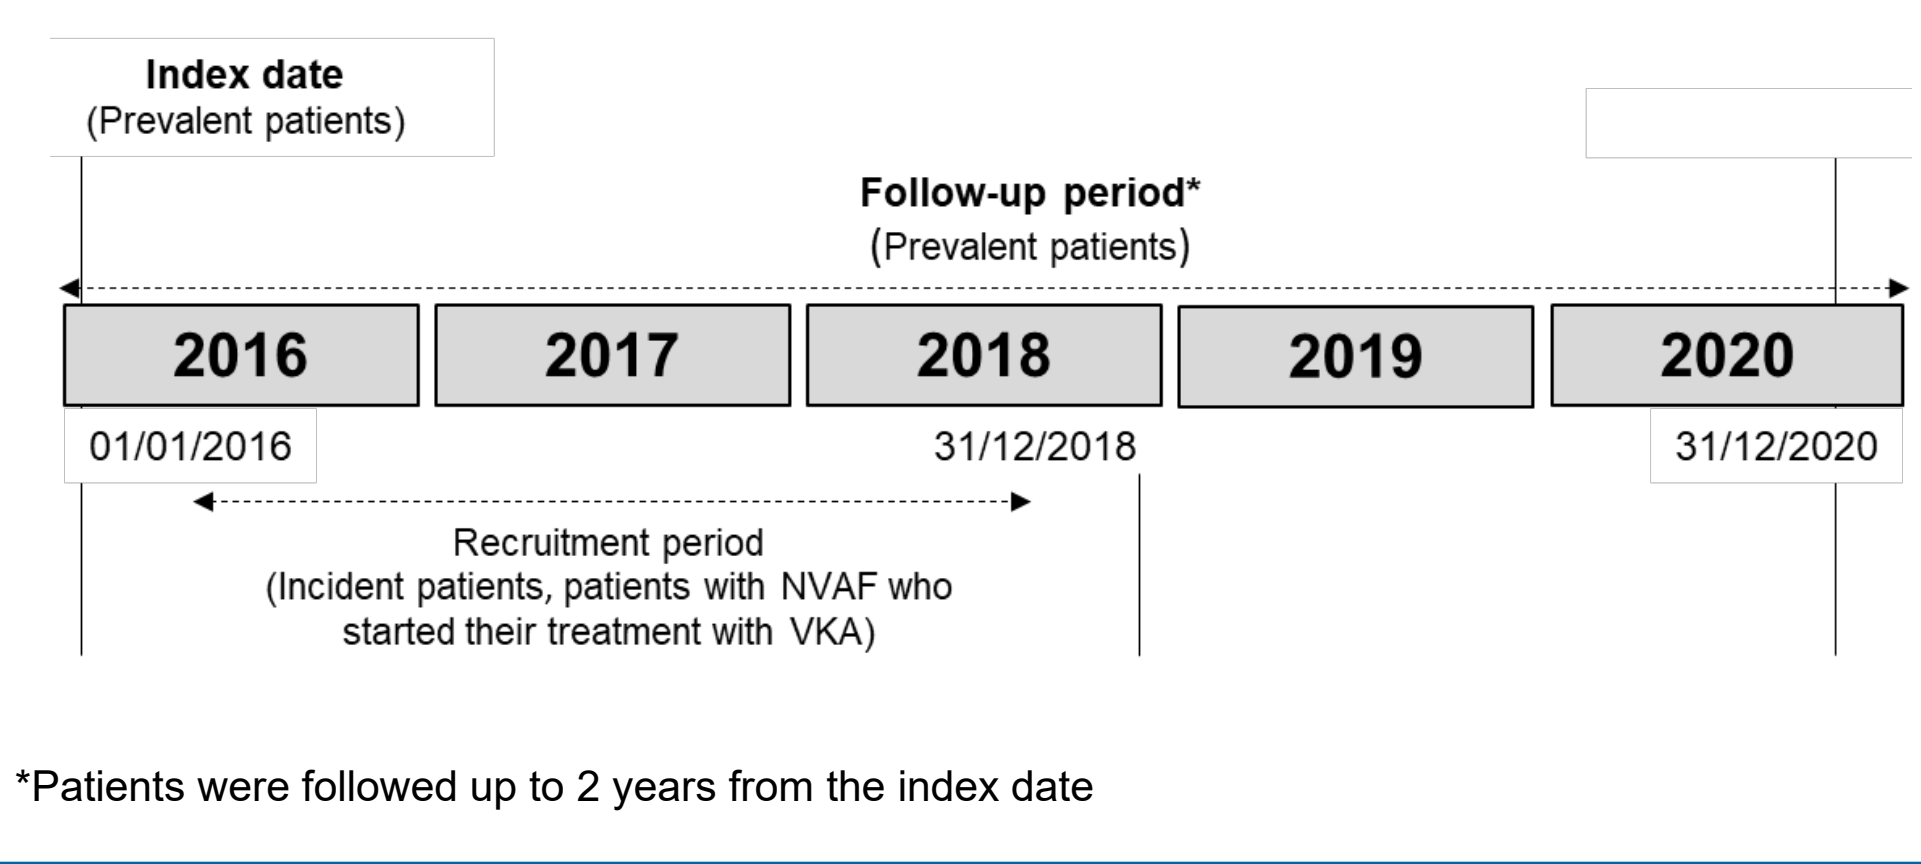 Index date
(Prevalent patients)
Follow-up period*
(Prevalent patients)
2016
2017
2018
2019
2020
01/01/2016
31/12/2018
31/12/2020
Recruitment period
(Incident patients, patients with NVAF who
started their treatment with VKA)
*Patients were followed up to 2 years from the index date